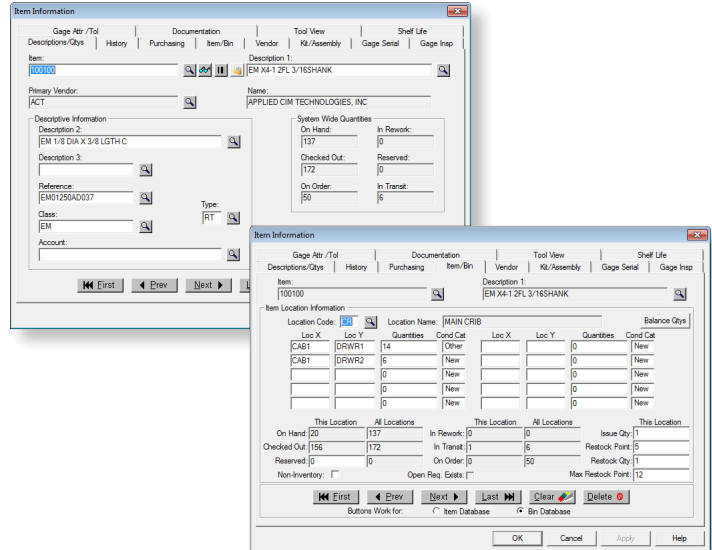 Item Information
Gage Attr /Tol Documentation Tool View Shelf Life
Descriptions/Qtys History Purchasing Item/Bin Vendor Kit/Assembly Gage Serial Gage Insp
Item: Description 1:
100100 EM X4-1 2FL 3/16SHANK
Primary Vendor: Name:
ACT APPLIED CIM TECHNOLOGIES, INC
Descriptive Information System Wide Quantities
Description 2: On Hand: In Rework:
EM 1/8 DIA X 3/8 LGTH C 137 0
Description 3: Checked Out: Reserved:
172 0
Reference: On Order: In Transit:
EM01250AD037 50 6
Type:
Class: RT
EM
Account:
First Prev Next L
Item Information
Gage Attr /Tol Documentation Tool View Shelf Life
Descriptions/Qtys History Purchasing Item/Bin Vendor Kit/Assembly Gage Serial Gage Insp
Item: Description 1:
100100 EM X4-1 2FL 3/16SHANK
Item Location Information
Location Code: CR Location Name: MAIN CRIB Balance Qtys
Loc X Loc Y Quantities Cond Cat Loc X Loc Y Quantities Cond Cat
CAB1 DRWR1 14 Other 0 New
CAB1 DRWR2 6 New 0 New
0 New 0 New
0 New 0 New
0 New 0 New
This Location All Locations This Location All Locations This Location
On Hand: 20 137 In Rework: 0 0 Issue Qty: 1
Checked Out: 156 172 In Transit: 1 6 Restock Point: 5
Reserved: 0 0 On Order: 0 50 Restock Qty: 1
Non-Inventory: Open Req. Exists: Max Restock Point: 12
First Prev Next Last Clear Delete
Buttons Work for: Item Database Bin Database
OK Cancel Apply Help